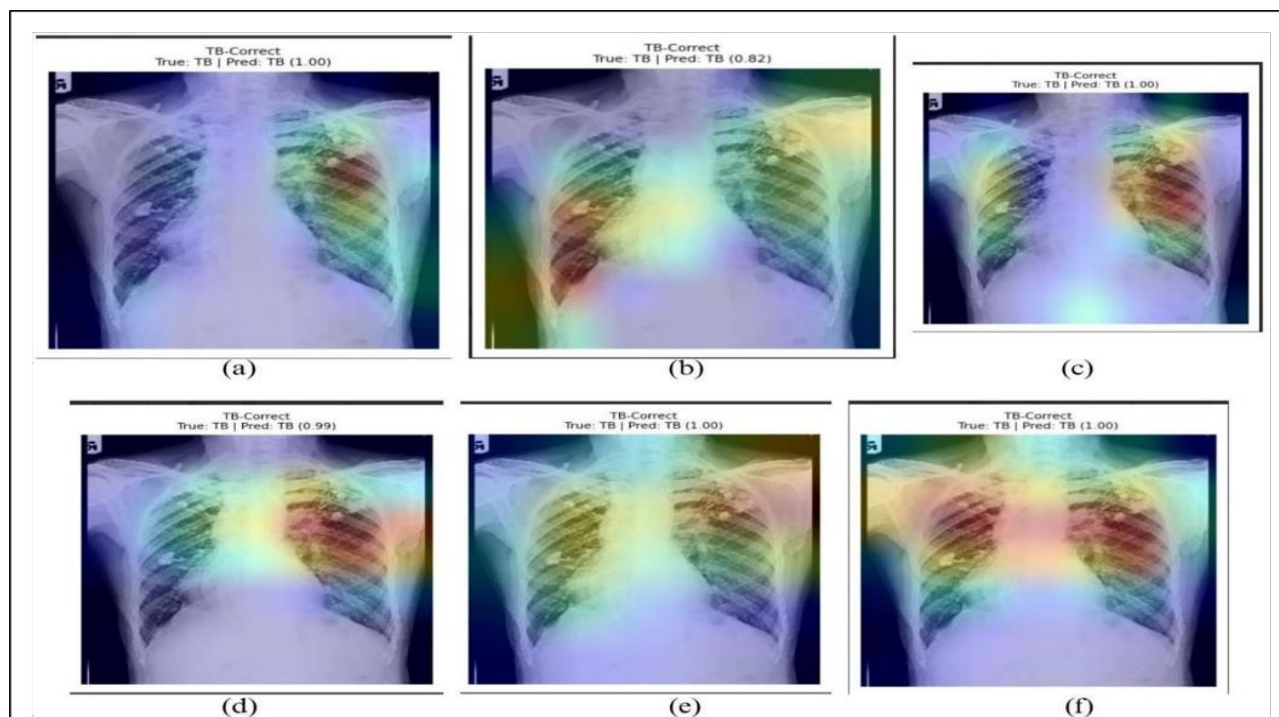 TB-Correct
True: TB | Pred: TB (1.00)
TB-Correct
True: TB | Pred: TB (0.82)
TB-Correct
True: TB | Pred: TB (1.00)
(a)
(b)
(c)
TB-Correct
True: TB | Pred: TB (0.99)
TB-Correct
True: TB | Pred: TB (1.00)
TB-Correct
True: TB | Pred: TB (1.00)
(d)
(e)
(f)